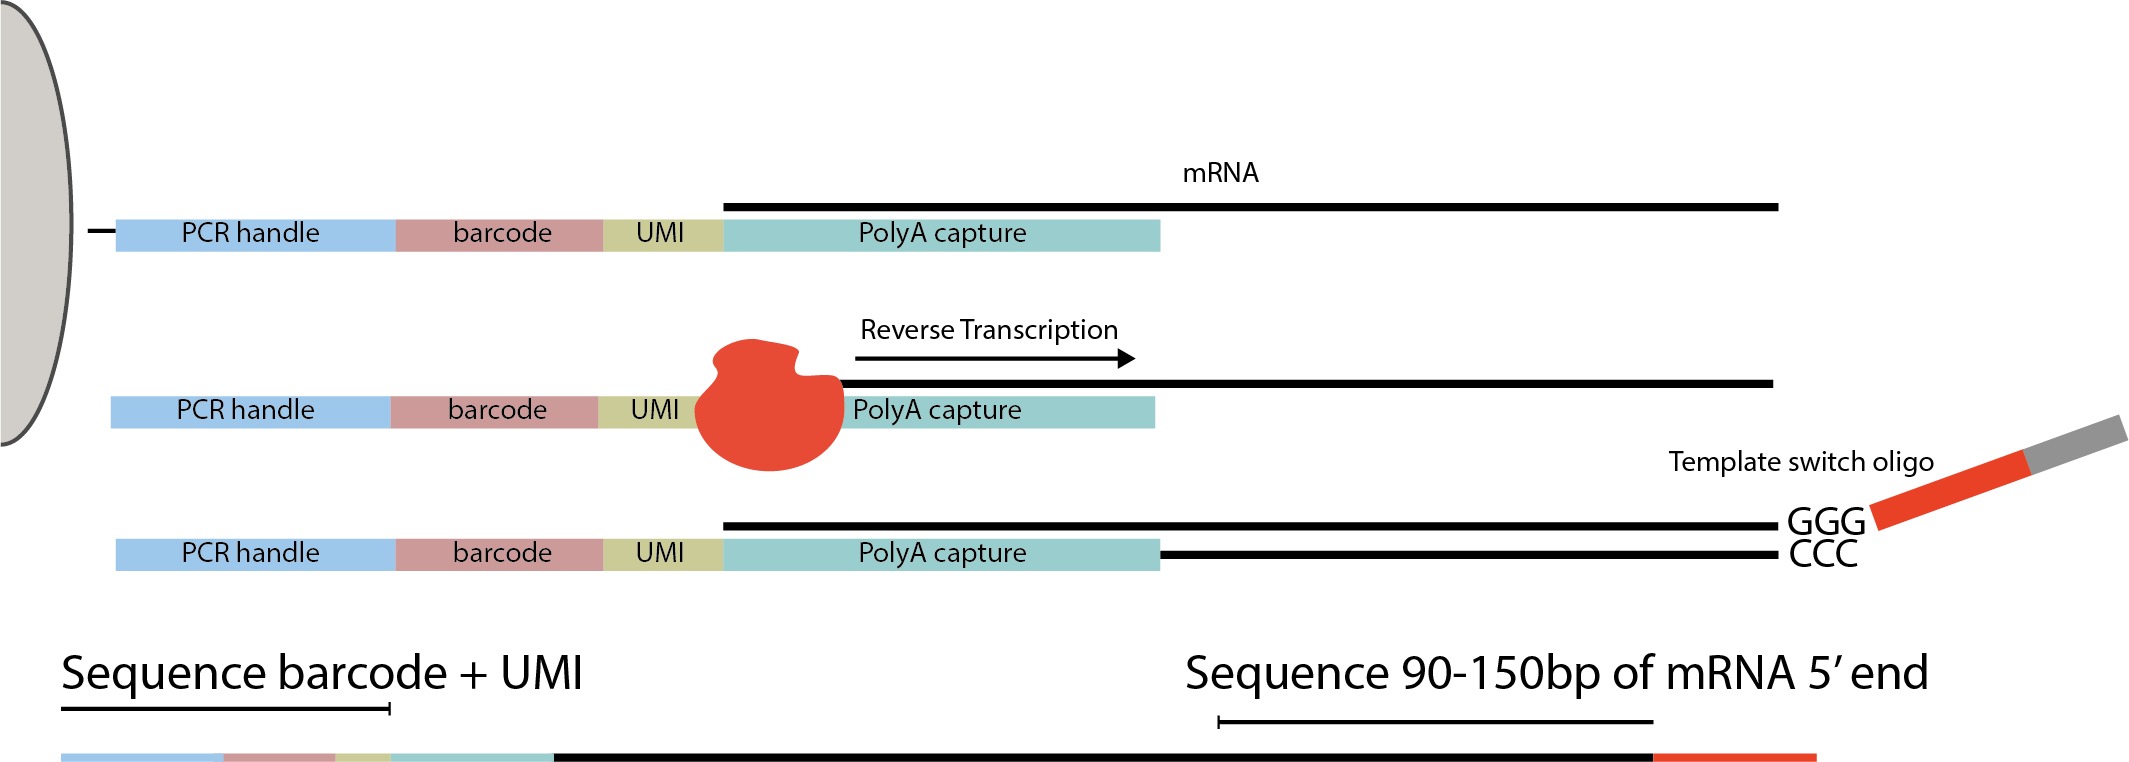 mRNA
PCR handle barcode UMI PolyA capture
Reverse Transcription
PCR handle barcode UMI PolyA capture
Template switch oligo
GGG
PCR handle barcode UMI PolyA capture CCC
Sequence barcode + UMI Sequence 90-150bp of mRNA 5’ end